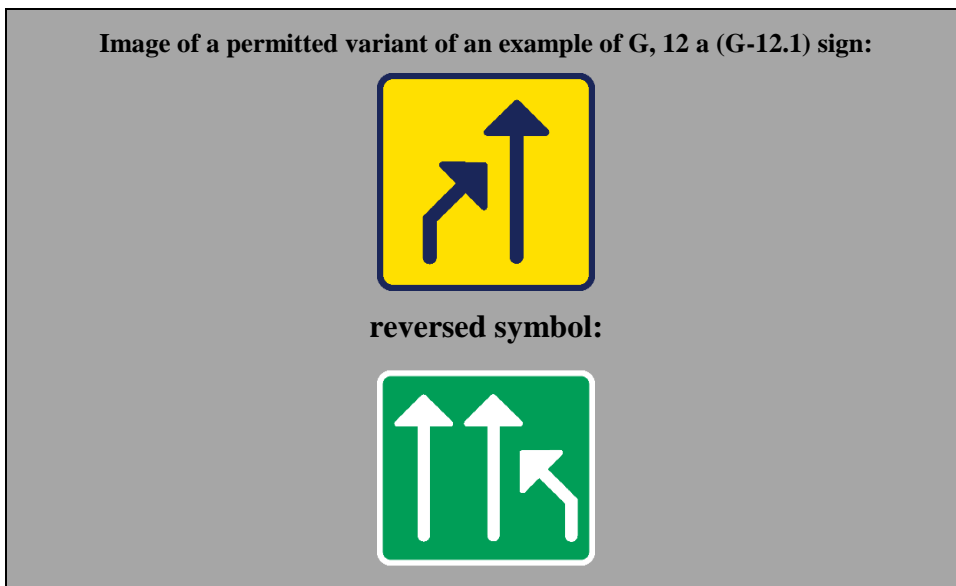 Image of a permitted variant of an example of G, 12 a (G-12.1) sign:
reversed symbol: